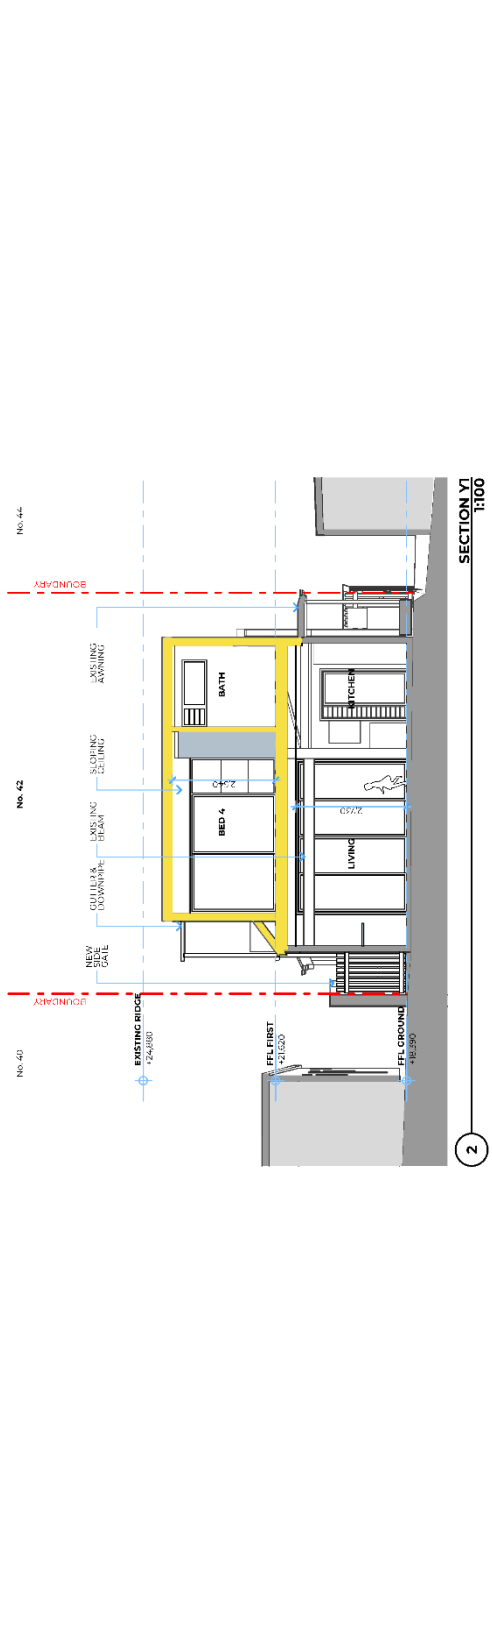 No. 40
No. 42
No. 44
BOUNDARY
BOUNDARY
NEW
SIDE
GATE
GUTTER &
DOWNPIPE
EXISTING
BEAM
SLOPING
CEILING
EXISTING
AWNING
EXISTING RIDGE
+24,880
BED 4
2,540
BATH
FFL FIRST
+21,620
LIVING
2,730
KITCHEN
FFL GROUND
+18,390
2
SECTION Y1
1:100